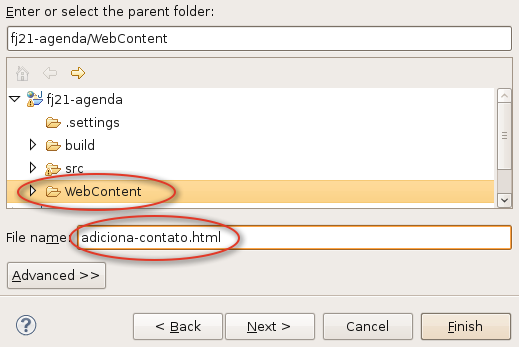 Enter or select the parent folder:
fj21-agenda/WebContent
fj21-agenda
.settings
build
src
WebContent
File name: adiciona-contato.html
Advanced >>
< Back Next > Cancel Finish